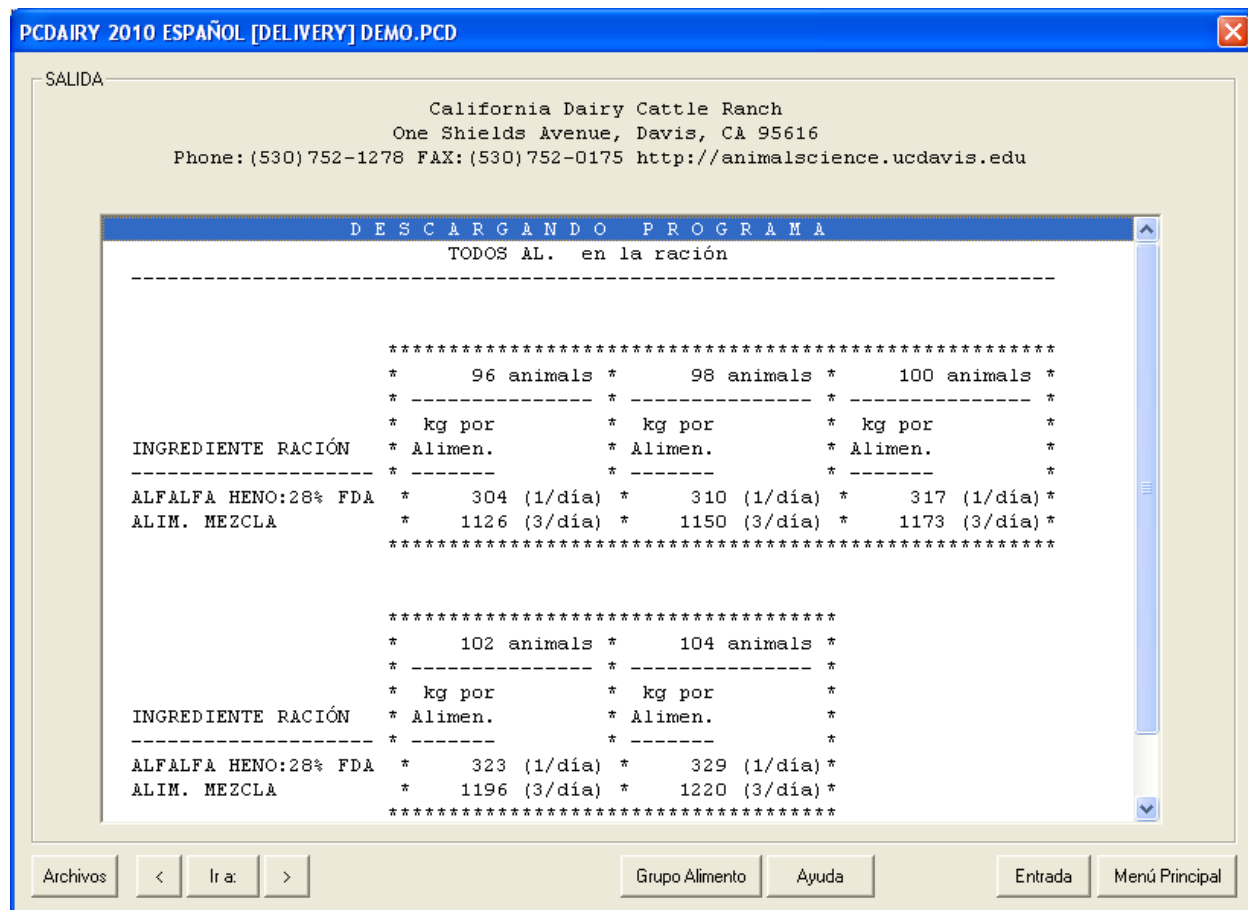 PCDAIRY 2010 ESPAÑOL [DELIVERY] DEMO.PCD
SALIDA
California Dairy Cattle Ranch
One Shields Avenue, Davis, CA 95616
Phone:(530)752-1278 FAX:(530)752-0175 http://animalscience.ucdavis.edu
D E S C A R G A N D O   P R O G R A M A
TODOS AL.  en la ración
-----------------------------------------------------------------------------
*******************************************************
*      96 animals *      98 animals *     100 animals *
* --------------- * --------------- * --------------- *
*  kg por         *  kg por         *  kg por         *
INGREDIENTE RACIÓN   * Alimen.         * Alimen.         * Alimen.         *
-------------------- * -------         * -------         * -------         *
ALFALFA HENO:28% FDA  *     304 (1/día) *     310 (1/día) *     317 (1/día)*
ALIM. MEZCLA          *    1126 (3/día) *    1150 (3/día) *    1173 (3/día)*
*******************************************************
*************************************
*     102 animals *     104 animals *
* --------------- * --------------- *
*  kg por         *  kg por         *
INGREDIENTE RACIÓN   * Alimen.         * Alimen.         *
-------------------- * -------         * -------         *
ALFALFA HENO:28% FDA  *     323 (1/día) *     329 (1/día)*
ALIM. MEZCLA          *    1196 (3/día) *    1220 (3/día)*
*************************************
Archivos < Ir a: > Grupo Alimento Ayuda Entrada Menú Principal